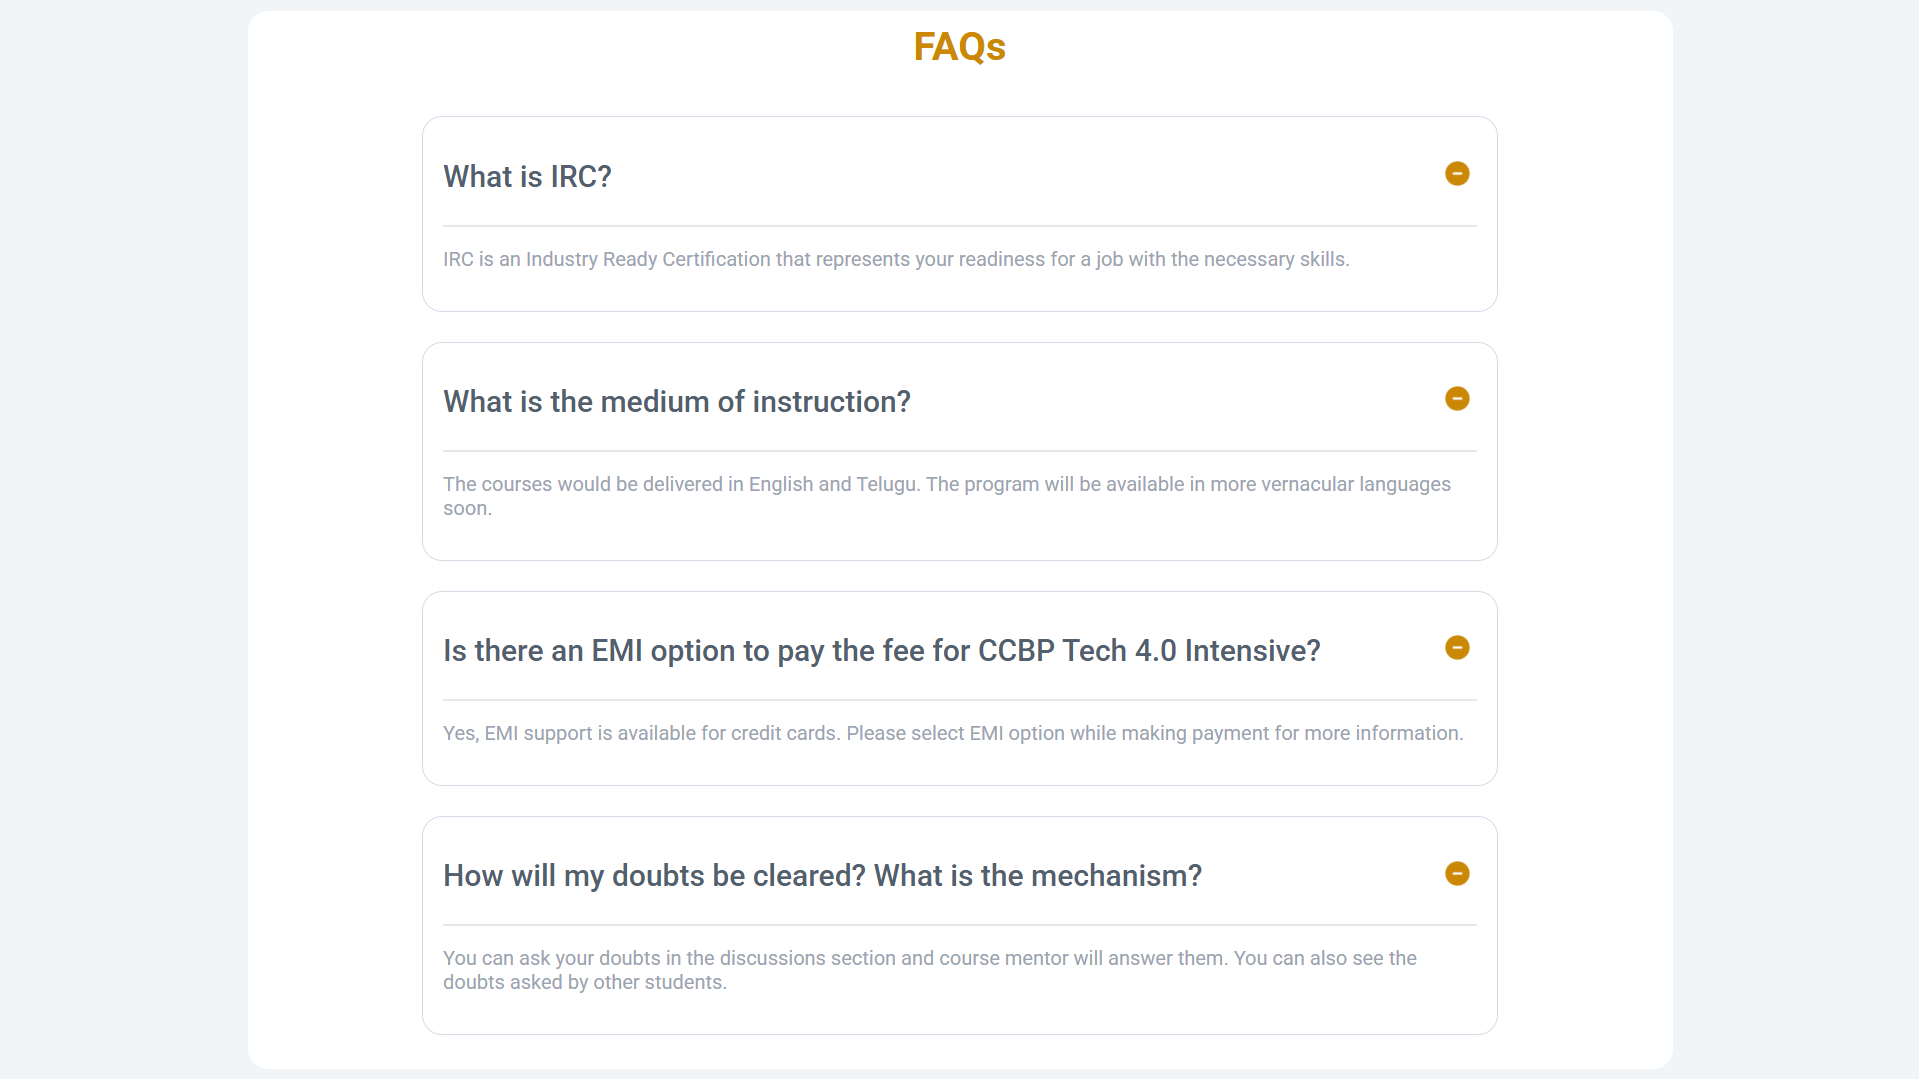 FAQs
What is IRC?
IRC is an Industry Ready Certification that represents your readiness for a job with the necessary skills.
What is the medium of instruction?
The courses would be delivered in English and Telugu. The program will be available in more vernacular languages
soon.
Is there an EMI option to pay the fee for CCBP Tech 4.0 Intensive?
Yes, EMI support is available for credit cards. Please select EMI option while making payment for more information.
How will my doubts be cleared? What is the mechanism?
You can ask your doubts in the discussions section and course mentor will answer them. You can also see the
doubts asked by other students.